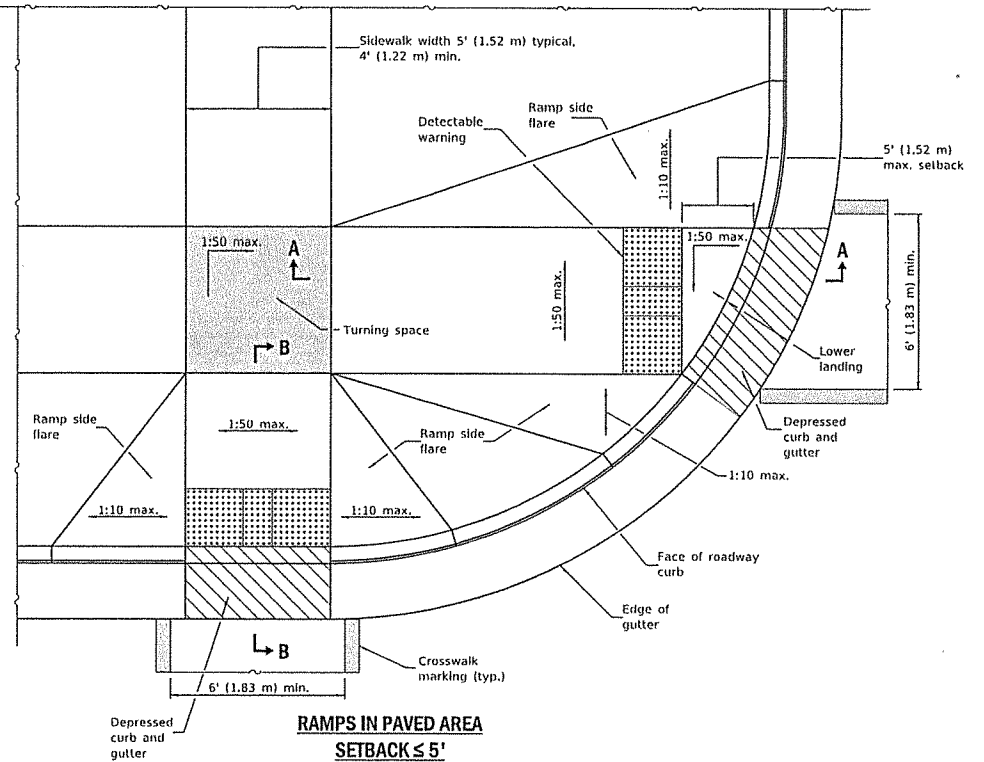 Sidewalk width 5' (1.52 m) typical,
4' (1.22 m) min.
Detectable
warning
Ramp side
flare
1:10 max.
5' (1.52 m)
max. setback
1:50 max.
A
1:50 max.
A
1:50 max.
6' (1.83 m) min.
Turning space
B
Lower
landing
Ramp side
flare
1:50 max.
Ramp side
flare
Depressed
curb and
gutter
1:10 max.
1:10 max.
1:10 max.
Face of roadway
curb
Edge of
gutter
B
Crosswalk
marking (typ.)
6' (1.83 m) min.
Depressed
curb and
gutter
RAMPS IN PAVED AREA
SETBACK ≤ 5'